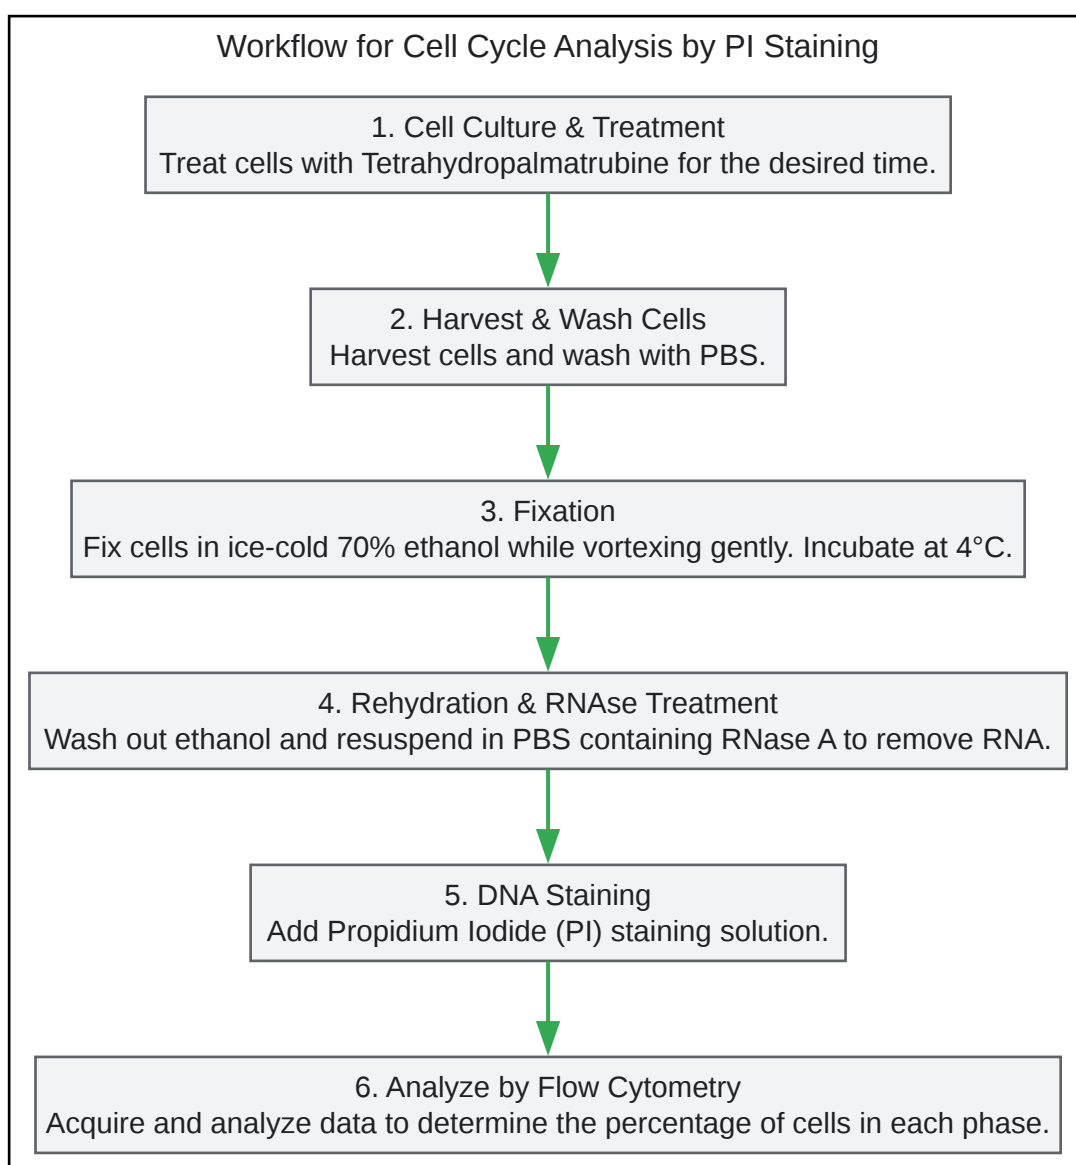 Workflow for Cell Cycle Analysis by PI Staining
1. Cell Culture & Treatment
Treat cells with Tetrahydropalmatrubine for the desired time.
2. Harvest & Wash Cells
Harvest cells and wash with PBS.
3. Fixation
Fix cells in ice-cold 70% ethanol while vortexing gently. Incubate at 4°C.
4. Rehydration & RNAse Treatment
Wash out ethanol and resuspend in PBS containing RNase A to remove RNA.
5. DNA Staining
Add Propidium Iodide (PI) staining solution.
6. Analyze by Flow Cytometry
Acquire and analyze data to determine the percentage of cells in each phase.